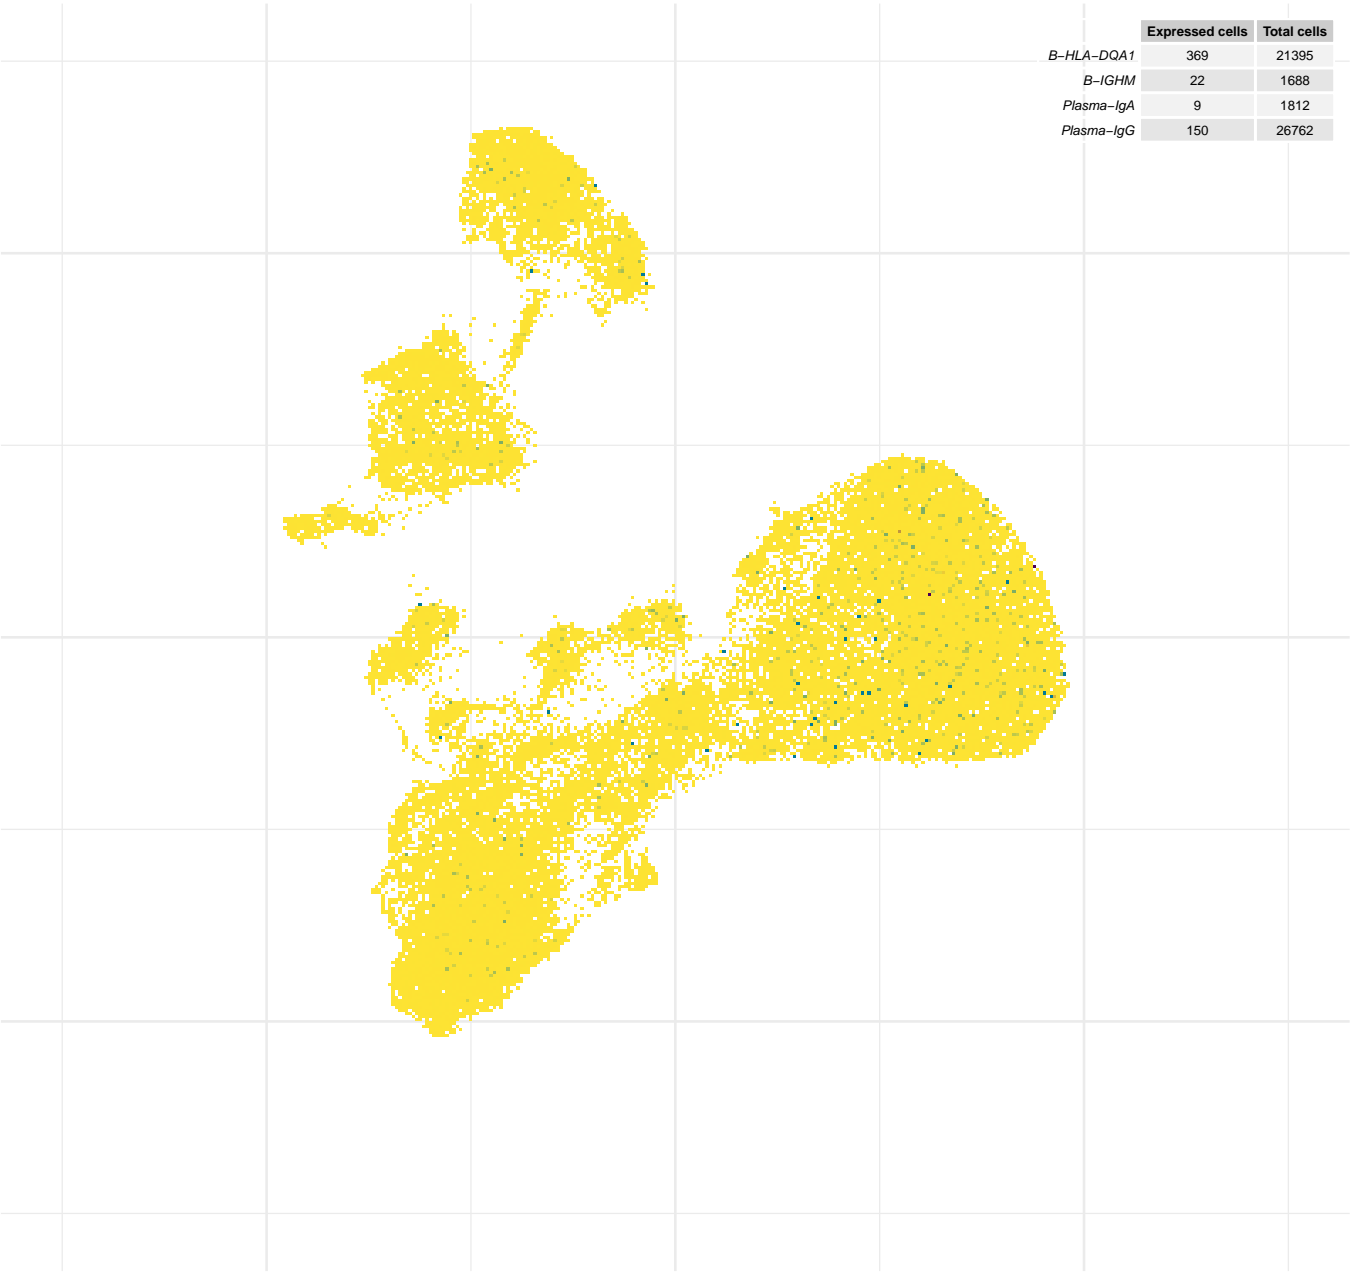 Expressed cells Total cells
B−HLA−DQA1 369 21395
B−IGHM 22 1688
Plasma−IgA 9 1812
Plasma−IgG 150 26762